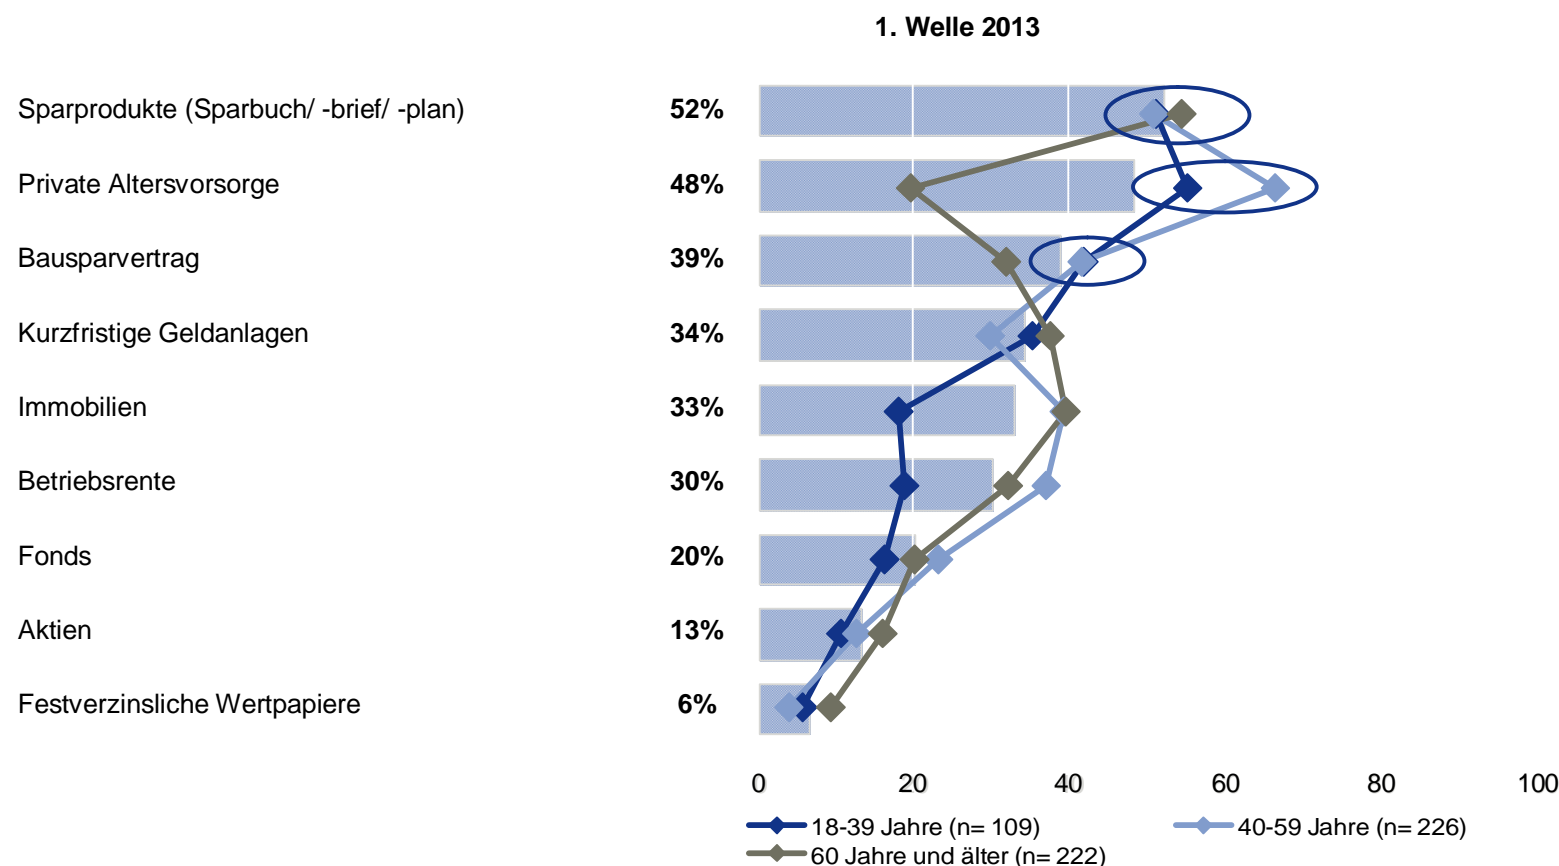 1. Welle 2013
Sparprodukte (Sparbuch/ -brief/ -plan) 52%
Private Altersvorsorge 48%
Bausparvertrag 39%
Kurzfristige Geldanlagen 34%
Immobilien 33%
Betriebsrente 30%
Fonds 20%
Aktien 13%
Festverzinsliche Wertpapiere 6%
0 20 40 60 80 100
18-39 Jahre (n= 109) 40-59 Jahre (n= 226)
60 Jahre und älter (n= 222)